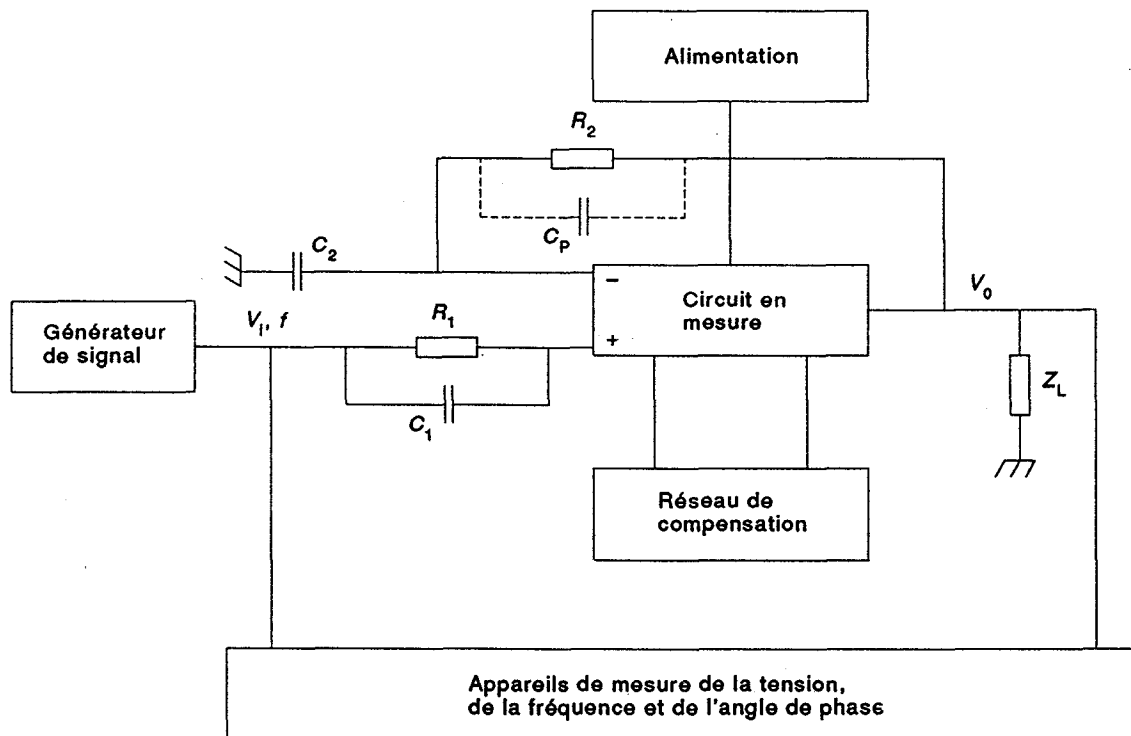 Alimentation
R2
CP
C2
−
Circuit en
mesure
V0
Générateur
de signal
Vi, f
R1
+
ZL
C1
Réseau de
compensation
Appareils de mesure de la tension,
de la fréquence et de l'angle de phase